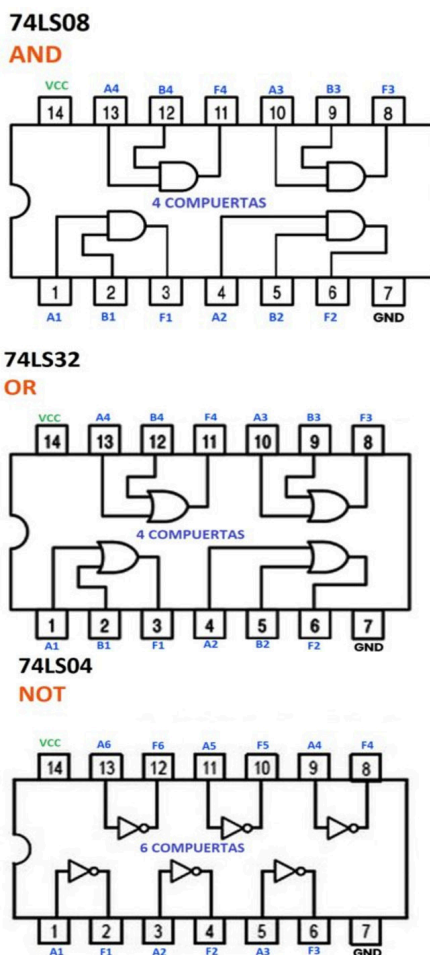 74LS08
AND
VCC A4 B4 F4 A3 B3 F3
14 13 12 11 10 9 8
4 COMPUERTAS
1 2 3 4 5 6 7
A1 B1 F1 A2 B2 F2 GND
74LS32
OR
VCC A4 B4 F4 A3 B3 F3
14 13 12 11 10 9 8
4 COMPUERTAS
1 2 3 4 5 6 7
A1 B1 F1 A2 B2 F2 GND
74LS04
NOT
VCC A6 F6 A5 F5 A4 F4
14 13 12 11 10 9 8
6 COMPUERTAS
1 2 3 4 5 6 7
A1 F1 A2 F2 A3 F3 GND